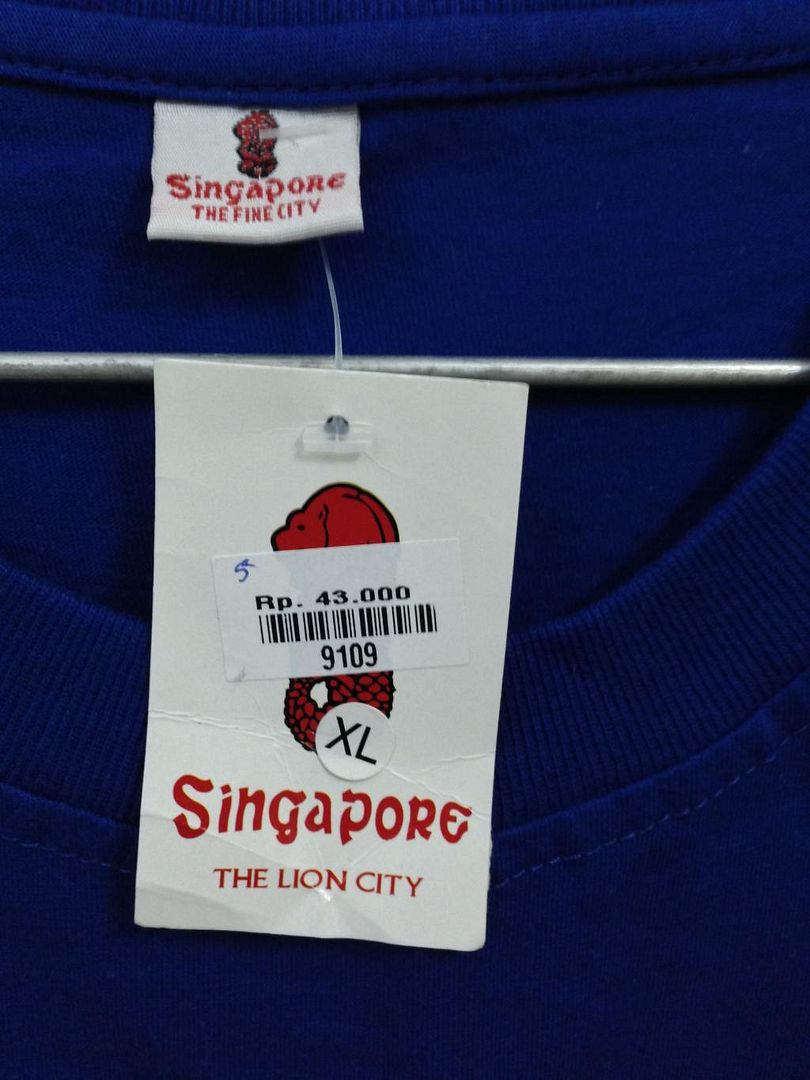 Singapore
THE FINE CITY
5
Rp. 43.000
9109
XL
Singapore
THE LION CITY